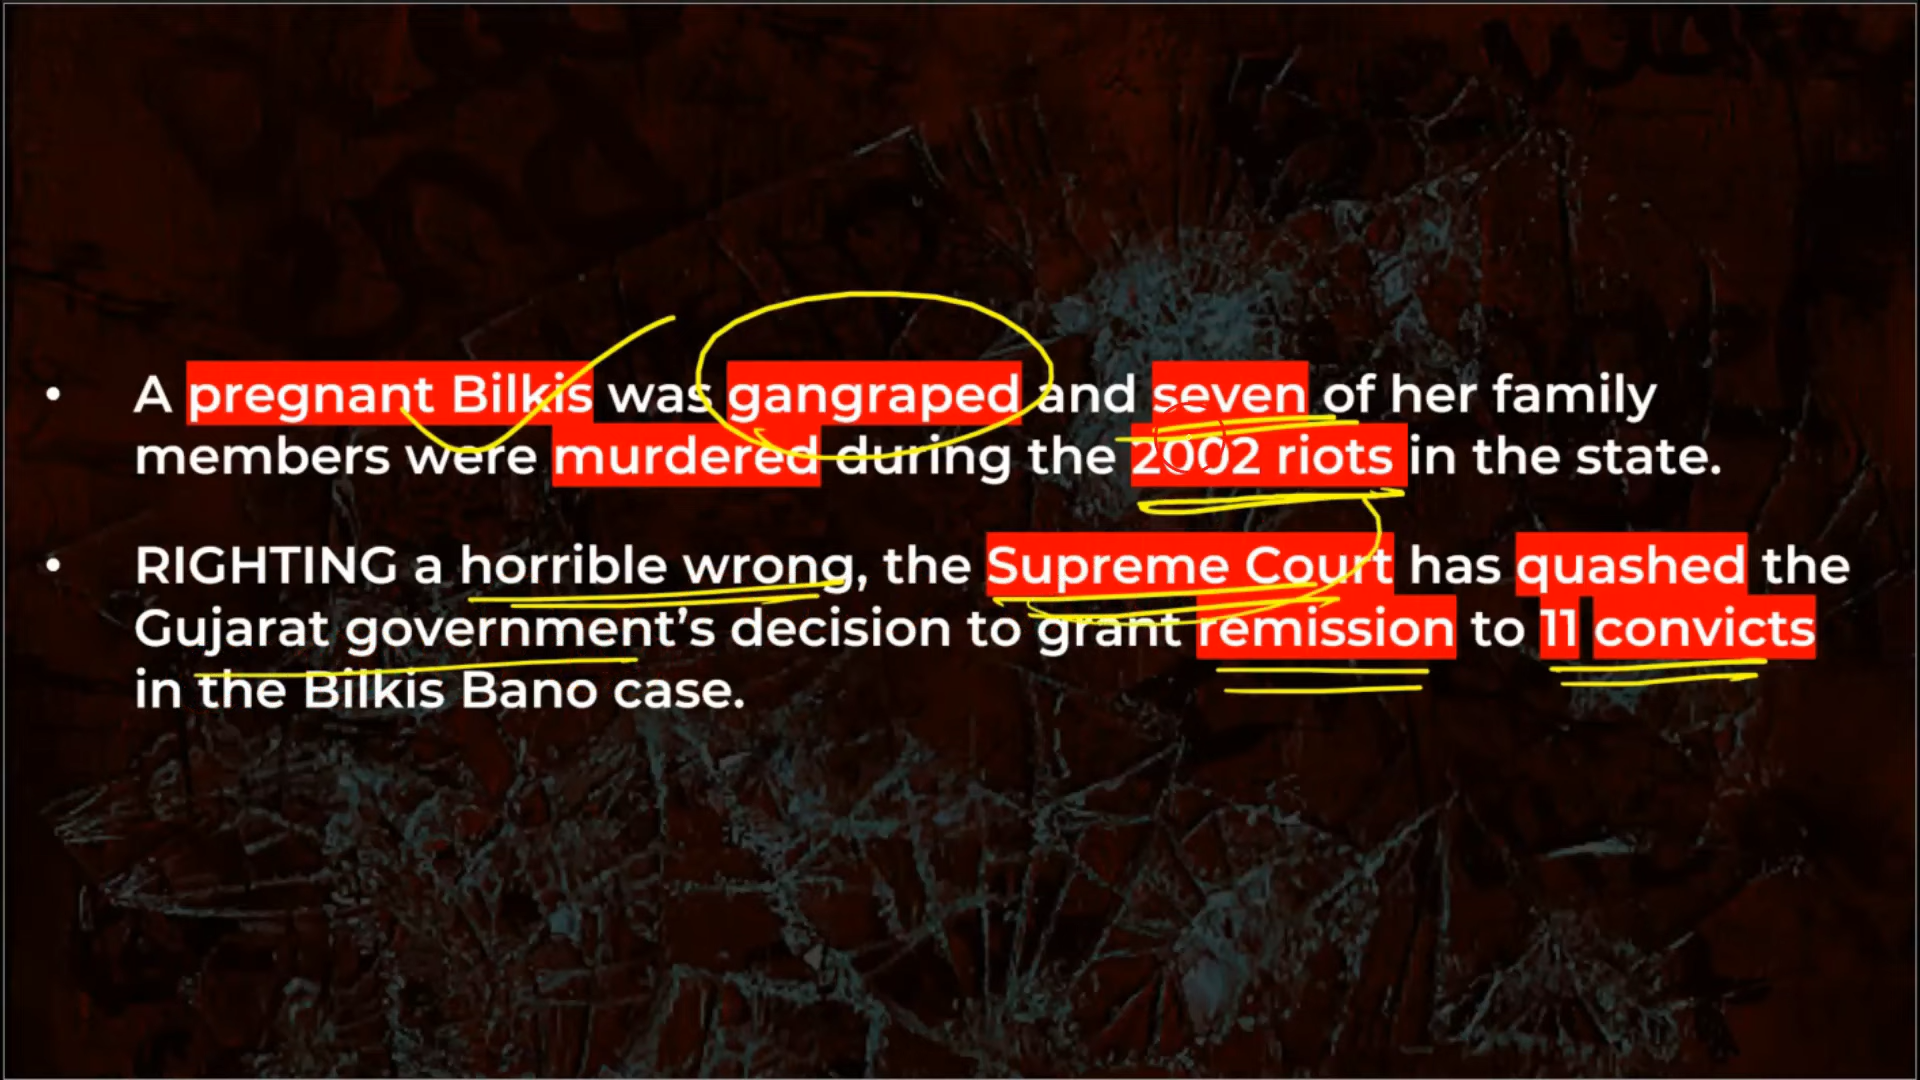 • A pregnant Bilkis was gangraped and seven of her family
members were murdered during the 2002 riots in the state.
• RIGHTING a horrible wrong, the Supreme Court has quashed the
Gujarat government’s decision to grant remission to 11 convicts
in the Bilkis Bano case.